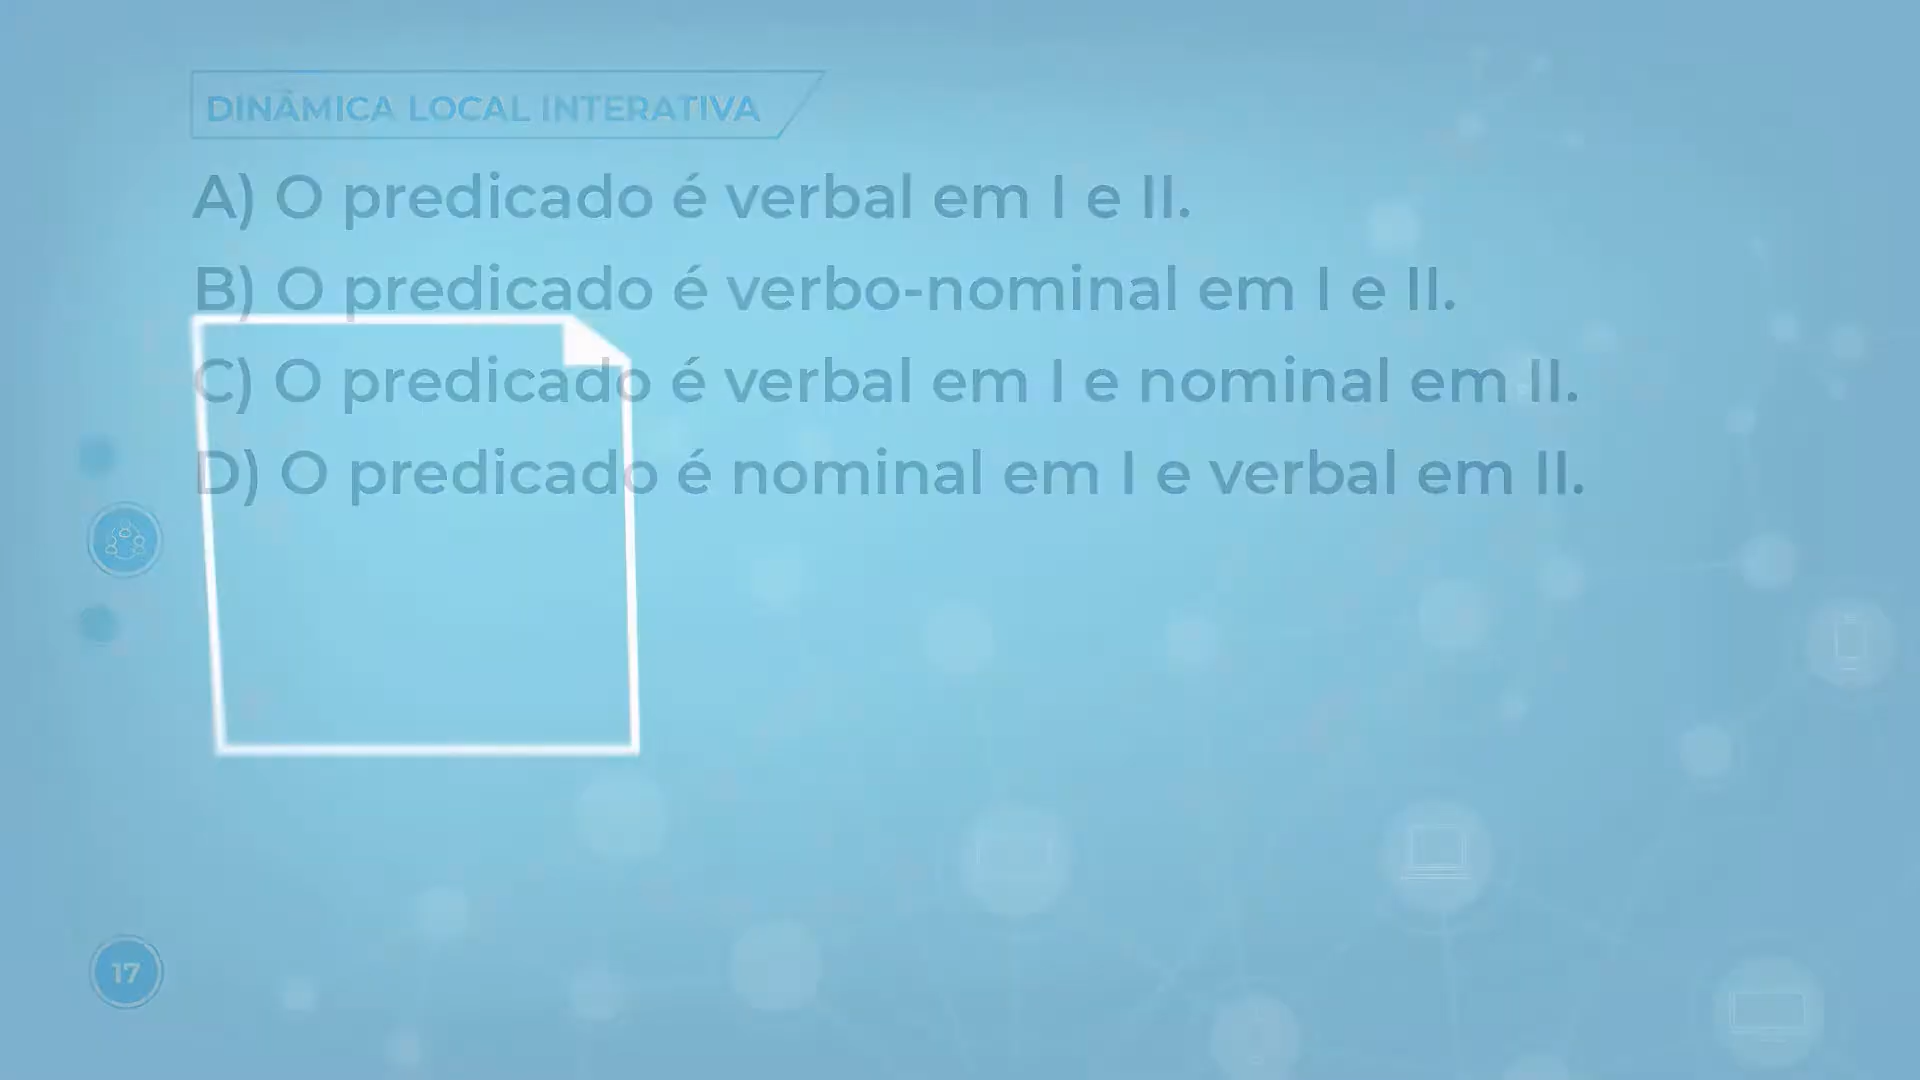 DINÂMICA LOCAL INTERATIVA
A) O predicado é verbal em I e II.
B) O predicado é verbo-nominal em I e II.
C) O predicado é verbal em I e nominal em II.
D) O predicado é nominal em I e verbal em II.
17